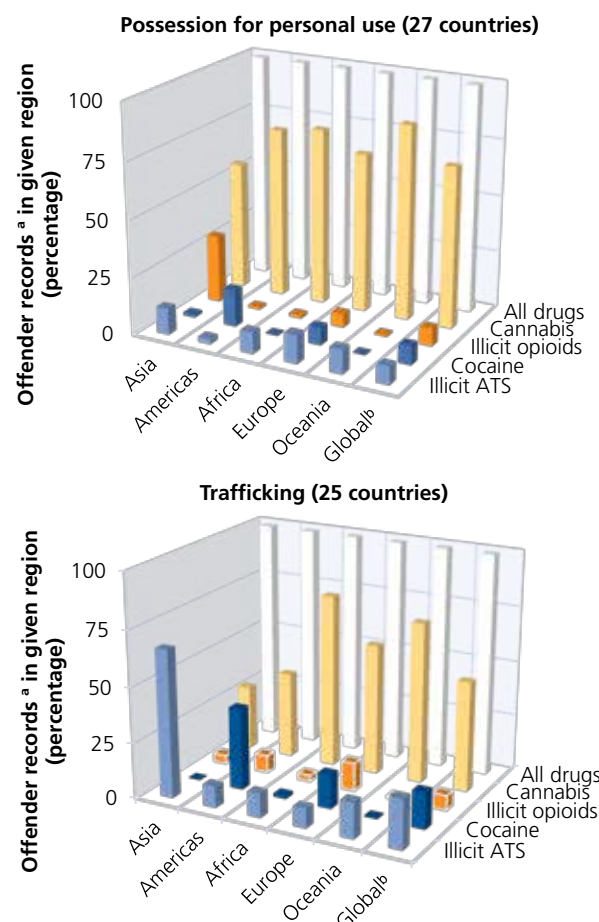 Possession for personal use (27 countries)
Offender records ᵃ in given region
(percentage)
100
75
50
25
0
Asia
Americas
Africa
Europe
Oceania
Globalᵇ
All drugs
Cannabis
Illicit opioids
Cocaine
Illicit ATS
Trafficking (25 countries)
Offender records ᵃ in given region
(percentage)
100
75
50
25
0
Asia
Americas
Africa
Europe
Oceania
Globalᵇ
All drugs
Cannabis
Illicit opioids
Cocaine
Illicit ATS